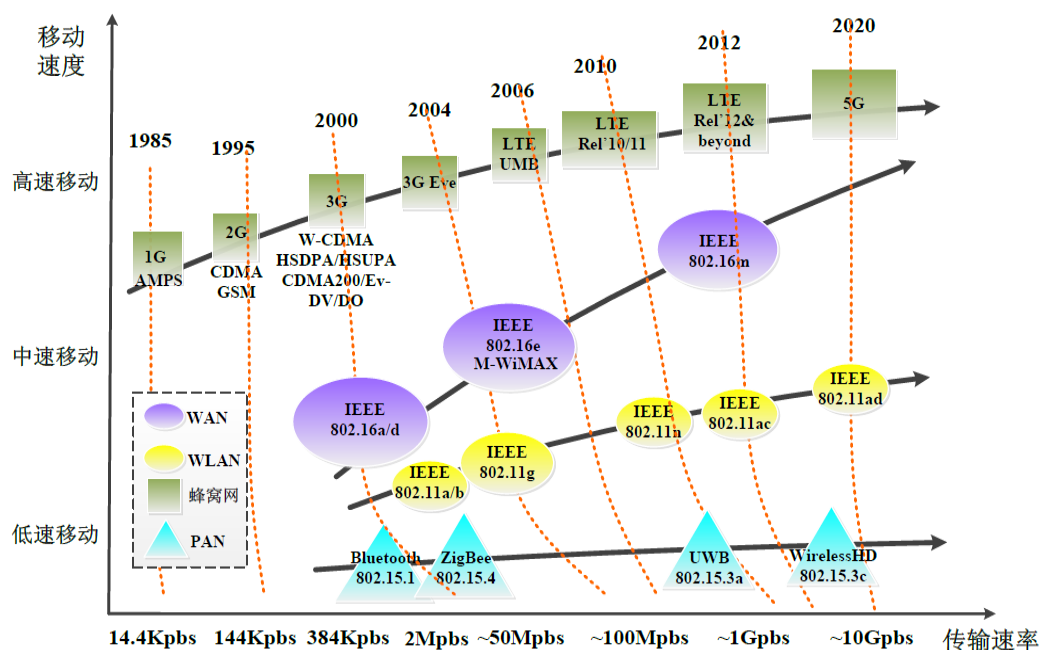 移动
速度
1985
1995
2000
2004
2006
2010
2012
2020
高速移动
中速移动
低速移动
1G
AMPS
2G
CDMA
GSM
3G
W-CDMA
HSDPA/HSUPA
CDMA200/Ev-
DV/DO
3G Eve
LTE
UMB
LTE
Rel'10/11
LTE
Rel'12&
beyond
5G
IEEE
802.16a/d
IEEE
802.16e
M-WiMAX
IEEE
802.16m
IEEE
802.11a/b
IEEE
802.11g
IEEE
802.11n
IEEE
802.11ac
IEEE
802.11ad
Bluetooth
802.15.1
ZigBee
802.15.4
UWB
802.15.3a
WirelessHD
802.15.3c
WAN
WLAN
蜂窝网
PAN
14.4Kpbs
144Kpbs
384Kpbs
2Mpbs
~50Mpbs
~100Mpbs
~1Gpbs
~10Gpbs
传输速率